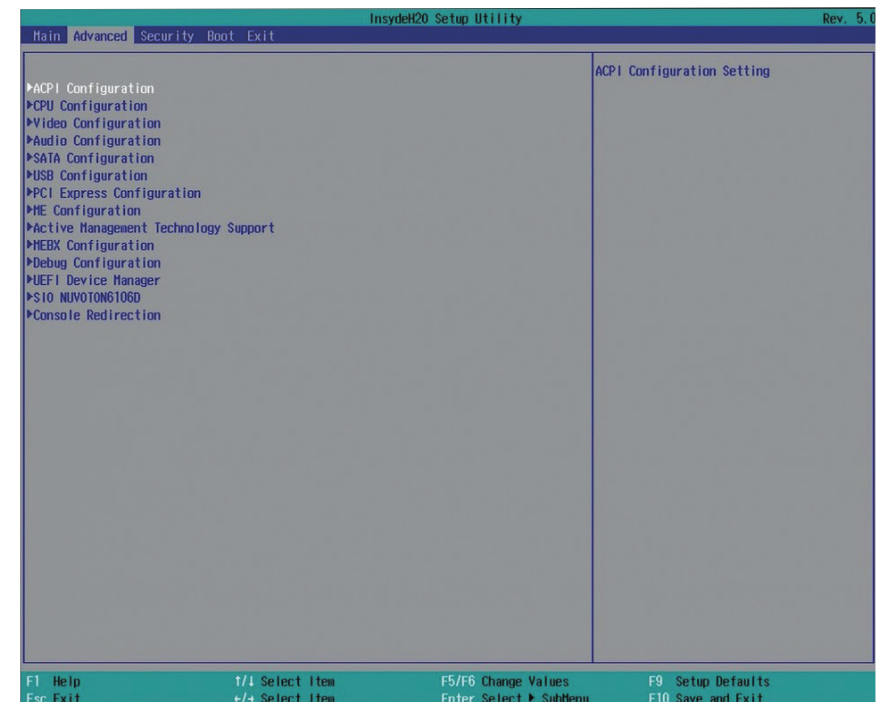 InsydeH20 Setup Utility Rev. 5.0
Main Advanced Security Boot Exit
ACPI Configuration Setting
▶ACPI Configuration
▶CPU Configuration
▶Video Configuration
▶Audio Configuration
▶SATA Configuration
▶USB Configuration
▶PCI Express Configuration
▶ME Configuration
▶Active Management Technology Support
▶MEBX Configuration
▶Debug Configuration
▶UEFI Device Manager
▶SIO NUVOTON6106D
▶Console Redirection
F1 Help ↑/↓ Select Item F5/F6 Change Values F9 Setup Defaults
Esc Exit ←/→ Select Item Enter Select ▶ SubMenu F10 Save and Exit